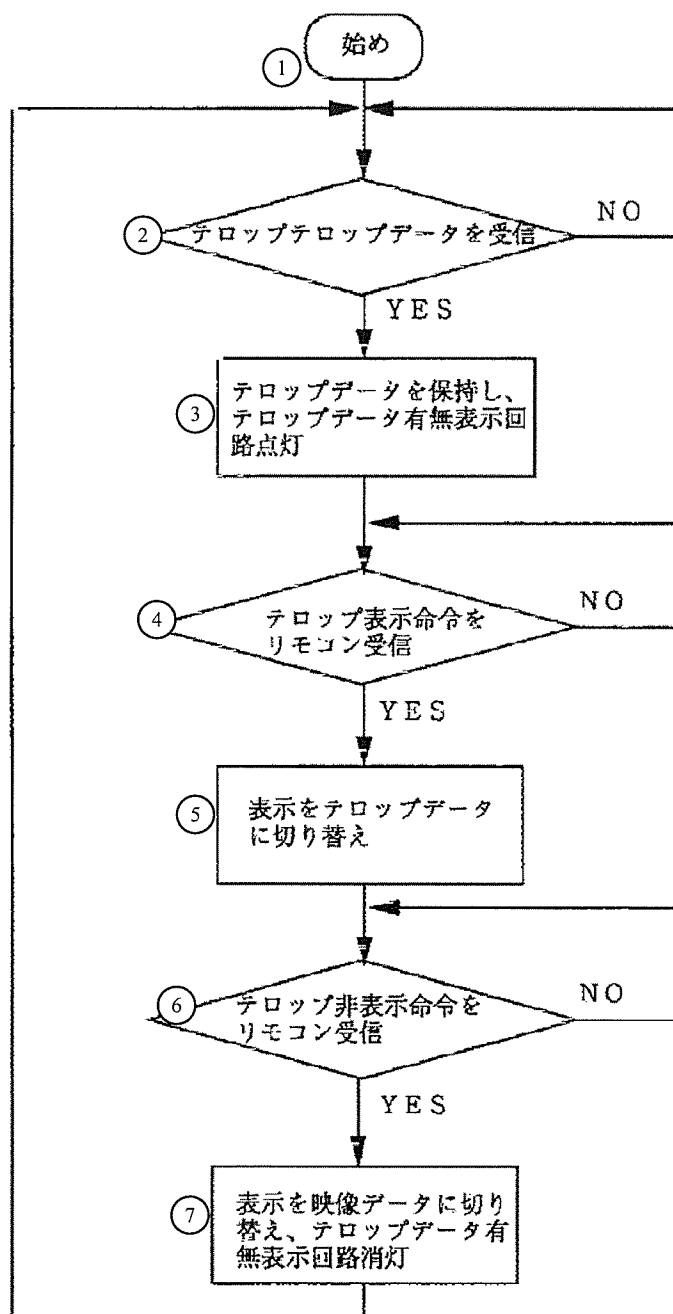 始め
①
②
テロップテロップデータを受信
NO
YES
③
テロップデータを保持し、
テロップデータ有無表示回
路点灯
④
テロップ表示命令を
リモコン受信
NO
YES
⑤
表示をテロップデータ
に切り替え
⑥
テロップ非表示命令を
リモコン受信
NO
YES
⑦
表示を映像データに切り
替え、テロップデータ有
無表示回路消灯